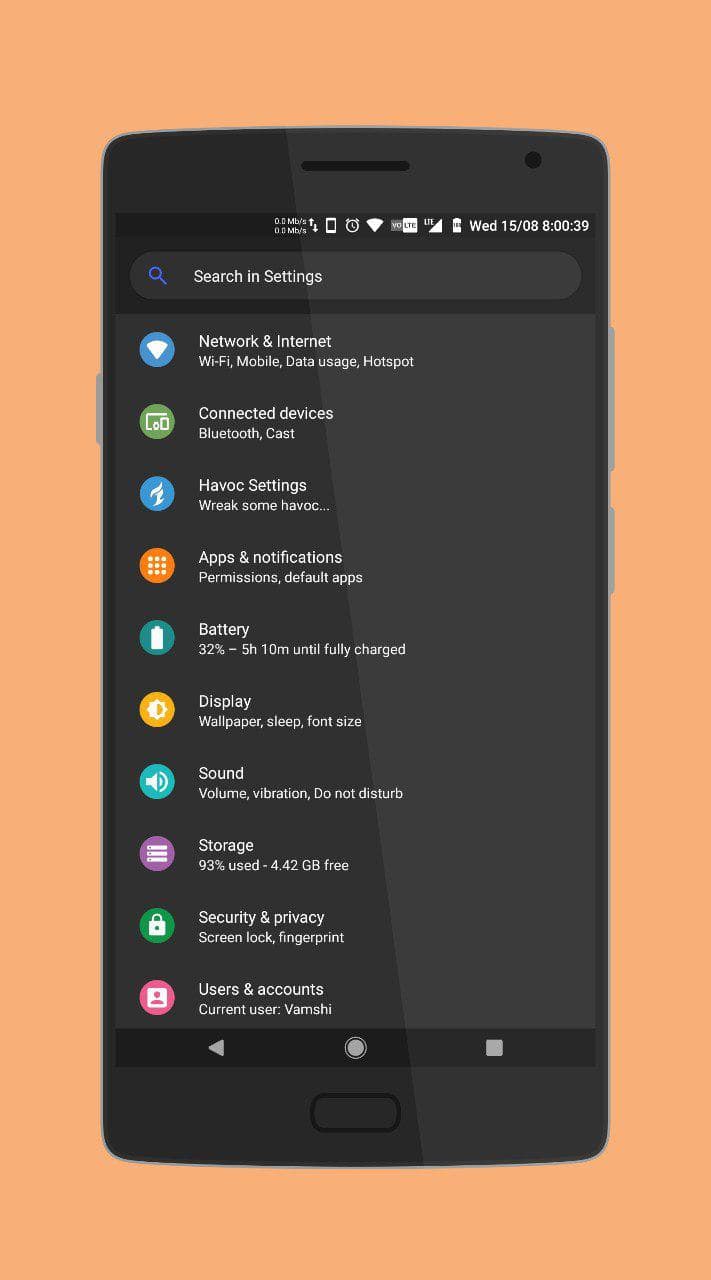 0.0 Mb/s
0.0 Mb/s
VO LTE
LTE
Wed 15/08 8:00:39
Search in Settings
Network & Internet
Wi-Fi, Mobile, Data usage, Hotspot
Connected devices
Bluetooth, Cast
Havoc Settings
Wreak some havoc...
Apps & notifications
Permissions, default apps
Battery
32% – 5h 10m until fully charged
Display
Wallpaper, sleep, font size
Sound
Volume, vibration, Do not disturb
Storage
93% used - 4.42 GB free
Security & privacy
Screen lock, fingerprint
Users & accounts
Current user: Vamshi